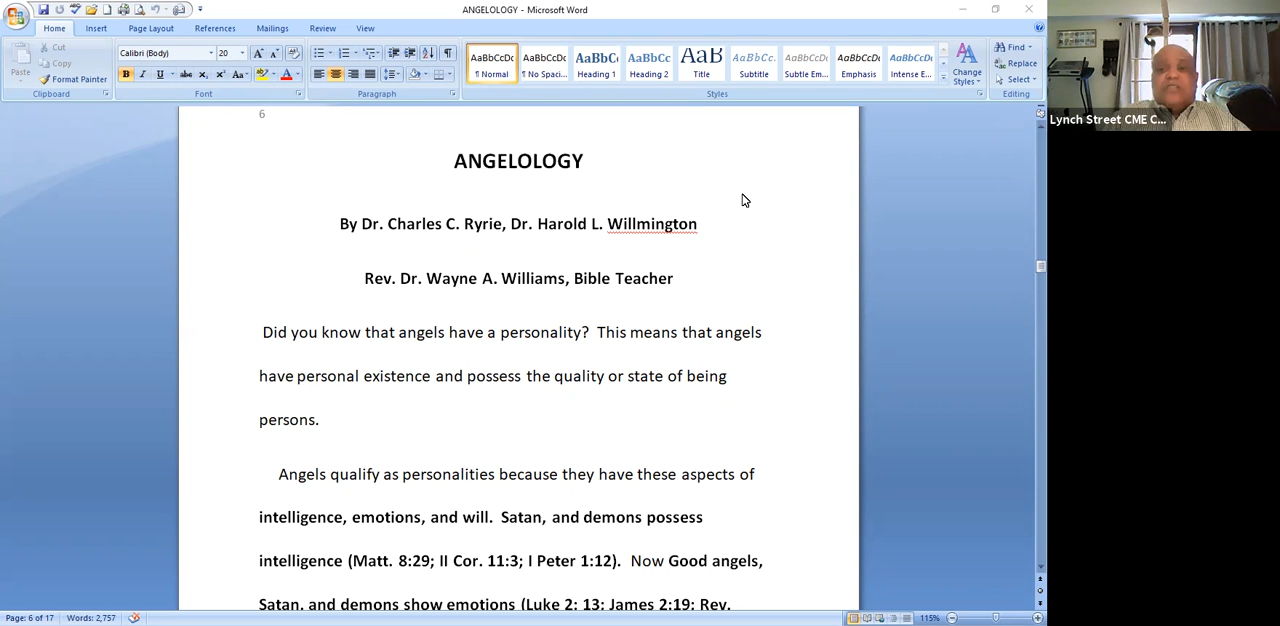 ANGELOLOGY - Microsoft Word
Home Insert Page Layout References Mailings Review View
Paste
Cut
Copy
Format Painter
Clipboard
Calibri (Body) 20
Font
Paragraph
AaBbCcDc AaBbCcDc AaBbC AaBbCc AaB AaBbCc. AaBbCcDc AaBbCcDc AaBbCcDc
¶ Normal ¶ No Spaci... Heading 1 Heading 2 Title Subtitle Subtle Em... Emphasis Intense E...
Change Styles
Styles
Find
Replace
Select
Editing
Lynch Street CME C...
6
ANGELOLOGY
By Dr. Charles C. Ryrie, Dr. Harold L. Willmington
Rev. Dr. Wayne A. Williams, Bible Teacher
Did you know that angels have a personality? This means that angels
have personal existence and possess the quality or state of being
persons.
Angels qualify as personalities because they have these aspects of
intelligence, emotions, and will. Satan, and demons possess
intelligence (Matt. 8:29; II Cor. 11:3; I Peter 1:12). Now Good angels,
Satan, and demons show emotions (Luke 2: 13; James 2:19; Rev.
Page: 6 of 17 Words: 2,757 115%